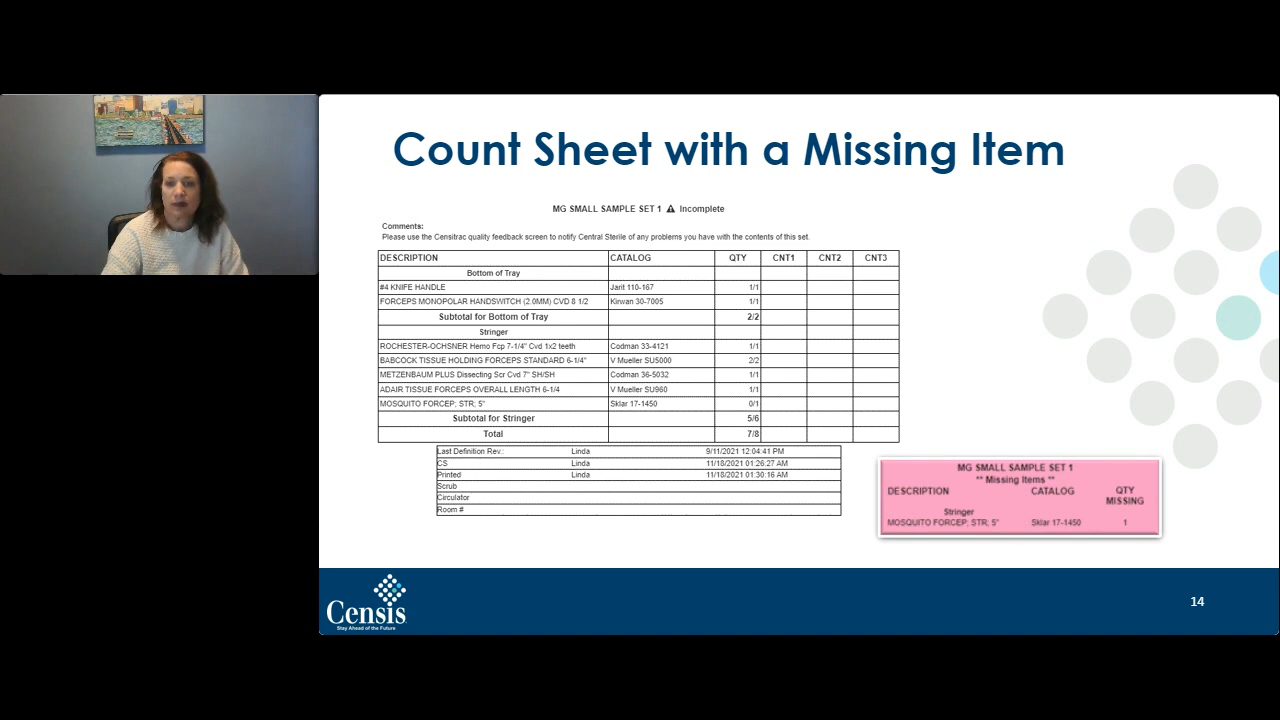 Count Sheet with a Missing Item
MG SMALL SAMPLE SET 1 ⚠ Incomplete
Comments:
Please use the Censitrac quality feedback screen to notify Central Sterile of any problems you have with the contents of this set.
DESCRIPTION CATALOG QTY CNT1 CNT2 CNT3
Bottom of Tray
#4 KNIFE HANDLE Jarit 110-167 1/1
FORCEPS MONOPOLAR HANDSWITCH (2.0MM) CVD 8 1/2 Kirwan 30-7005 1/1
Subtotal for Bottom of Tray 2/2
Stringer
ROCHESTER-OCHSNER Hemo Fcp 7-1/4" Cvd 1x2 teeth Codman 33-4121 1/1
BABCOCK TISSUE HOLDING FORCEPS STANDARD 6-1/4" V Mueller SU5000 2/2
METZENBAUM PLUS Dissecting Scr Cvd 7" SH/SH Codman 36-5032 1/1
ADAIR TISSUE FORCEPS OVERALL LENGTH 6-1/4 V Mueller SU960 1/1
MOSQUITO FORCEP; STR; 5" Sklar 17-1450 0/1
Subtotal for Stringer 5/6
Total 7/8
Last Definition Rev.: Linda 9/11/2021 12:04:41 PM
CS Linda 11/18/2021 01:26:27 AM
Printed Linda 11/18/2021 01:30:16 AM
Scrub
Circulator
Room #
MG SMALL SAMPLE SET 1
** Missing Items **
DESCRIPTION CATALOG QTY MISSING
Stringer
MOSQUITO FORCEP; STR; 5" Sklar 17-1450 1
Censis
Stay Ahead of the Future
14